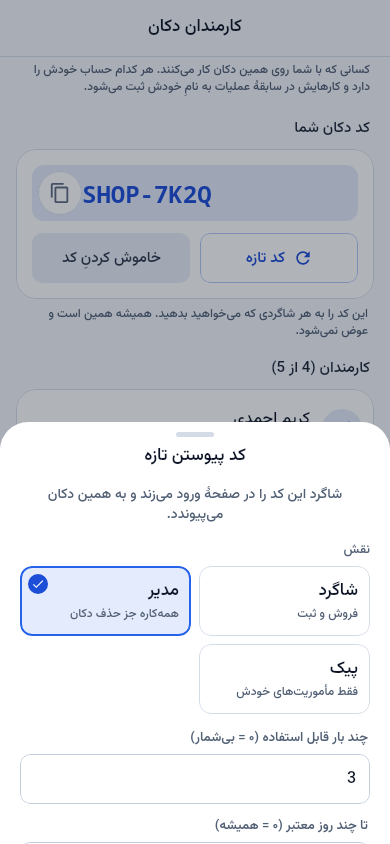 کارمندان دکان
کسانی که با شما روی همین دکان کار می‌کنند. هر کدام حساب خودش را
دارد و کارهایش در سابقهٔ عملیات به نامِ خودش ثبت می‌شود.
کد دکان شما
SHOP-7K2Q
کد تازه
خاموش کردنِ کد
این کد را به هر شاگردی که می‌خواهید بدهید. همیشه همین است و
عوض نمی‌شود.
کارمندان (4 از 5)
کریم احمدی
کد پیوستن تازه
شاگرد این کد را در صفحهٔ ورود می‌زند و به همین دکان
می‌پیوندد.
نقش
شاگرد
فروش و ثبت
مدیر
همه‌کاره جز حذف دکان
پیک
فقط مأموریت‌های خودش
چند بار قابل استفاده (۰ = بی‌شمار)
3
تا چند روز معتبر (۰ = همیشه)